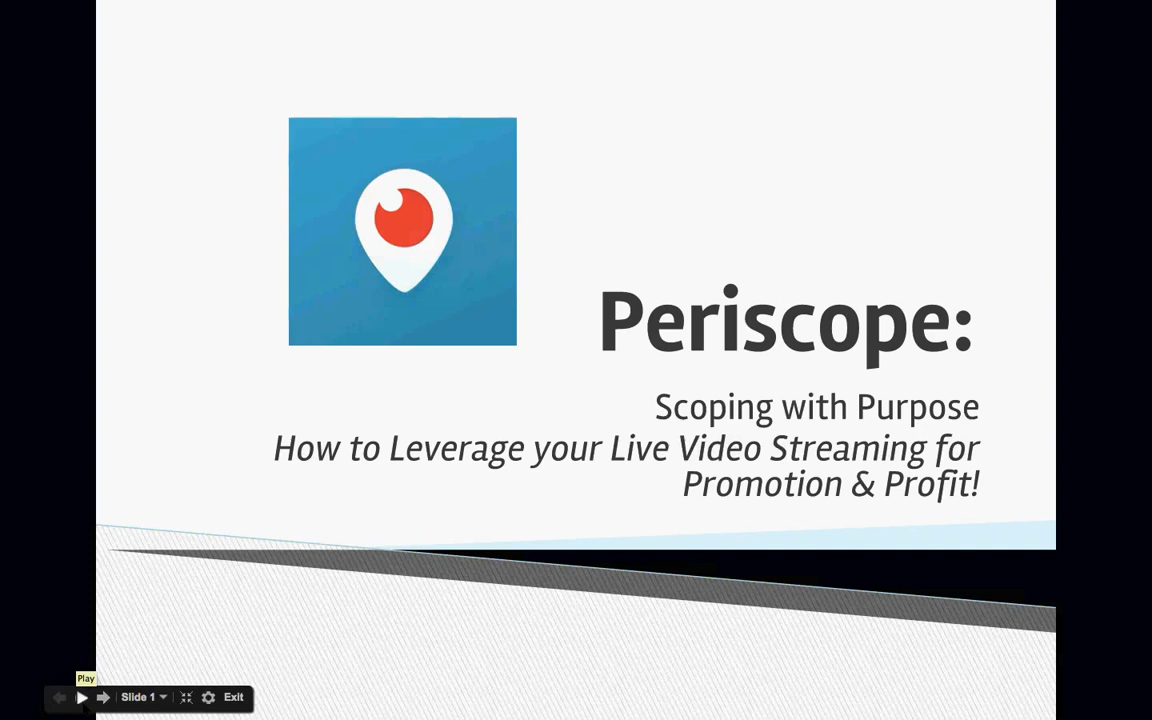 Periscope:
Scoping with Purpose
How to Leverage your Live Video Streaming for
Promotion & Profit!
Play
Slide 1
Exit